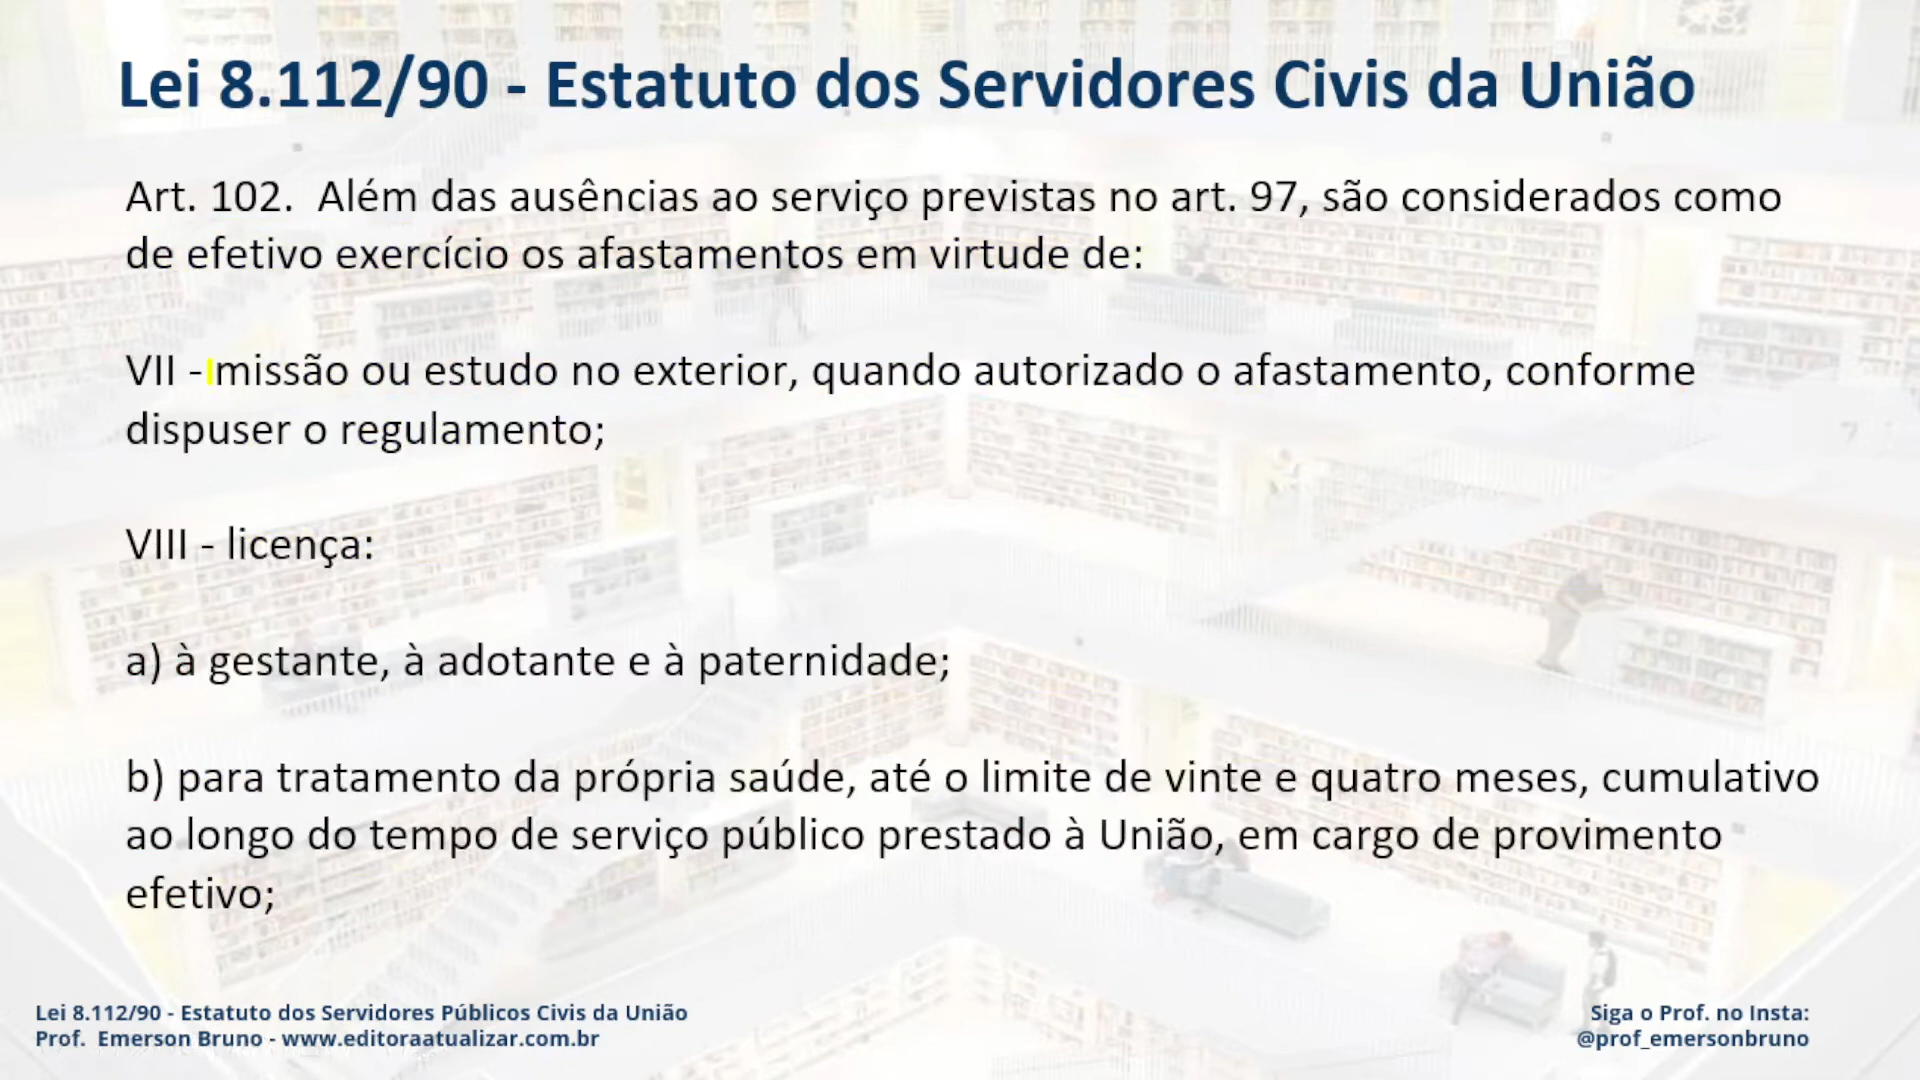 Lei 8.112/90 - Estatuto dos Servidores Civis da União
Art. 102. Além das ausências ao serviço previstas no art. 97, são considerados como
de efetivo exercício os afastamentos em virtude de:
VII - missão ou estudo no exterior, quando autorizado o afastamento, conforme
dispuser o regulamento;
VIII - licença:
a) à gestante, à adotante e à paternidade;
b) para tratamento da própria saúde, até o limite de vinte e quatro meses, cumulativo
ao longo do tempo de serviço público prestado à União, em cargo de provimento
efetivo;
Lei 8.112/90 - Estatuto dos Servidores Públicos Civis da União
Prof. Emerson Bruno - www.editoraatualizar.com.br
Siga o Prof. no Insta:
@prof_emersonbruno